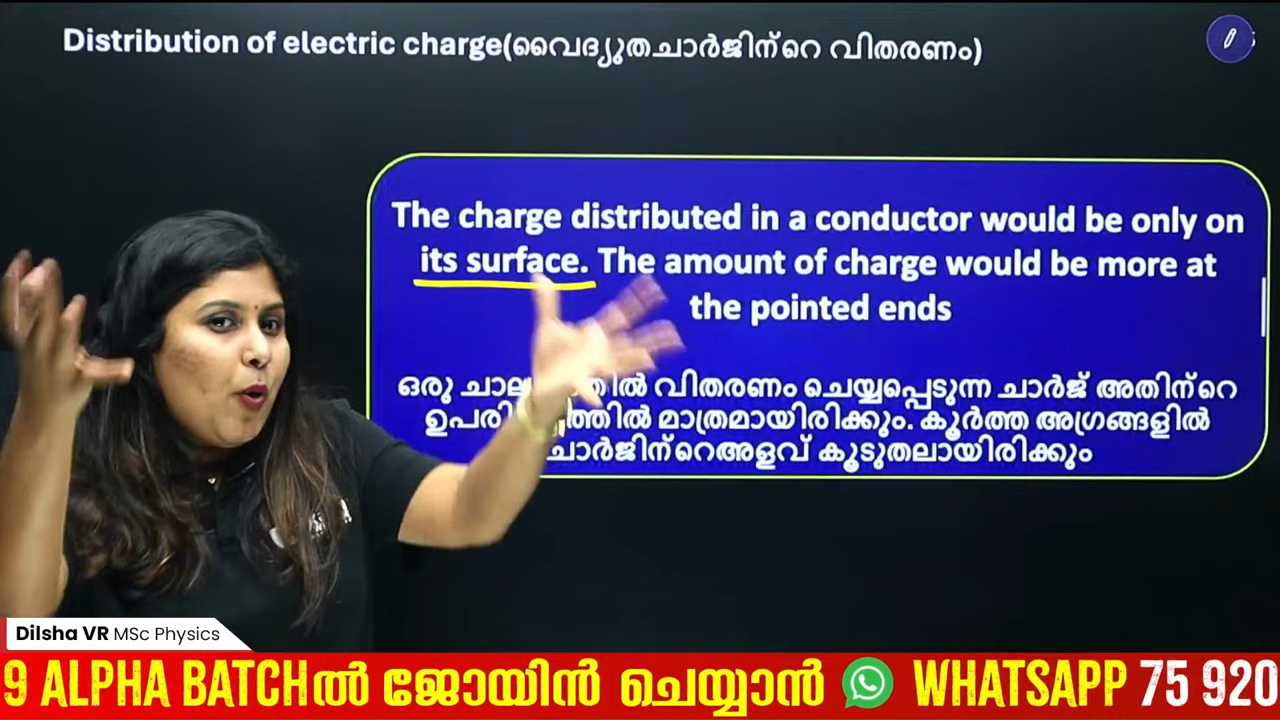 Distribution of electric charge(വൈദ്യുതചാർജിന്റെ വിതരണം)
The charge distributed in a conductor would be only on
its surface. The amount of charge would be more at
the pointed ends
ഒരു വിതരണം ചെയ്യപ്പെടുന്ന ചാർജ് അതിന്റെ
മാത്രമായിരിക്കും. കൂർത്ത അഗ്രങ്ങളിൽ
ചാർജിന്റെഅളവ് കൂടുതലായിരിക്കും
Dilsha VR MSc Physics
9 ALPHA BATCHൽ ജോയിൻ ചെയ്യാൻ WHATSAPP 75 920